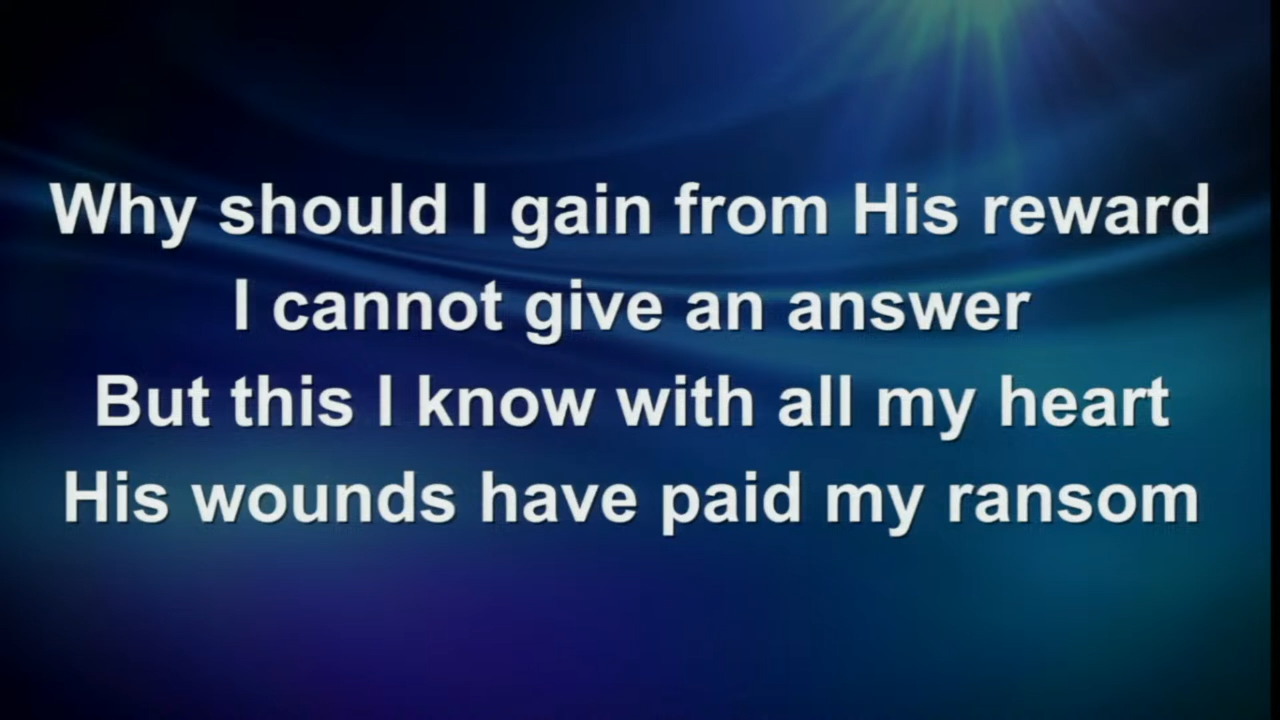 Why should I gain from His reward
I cannot give an answer
But this I know with all my heart
His wounds have paid my ransom